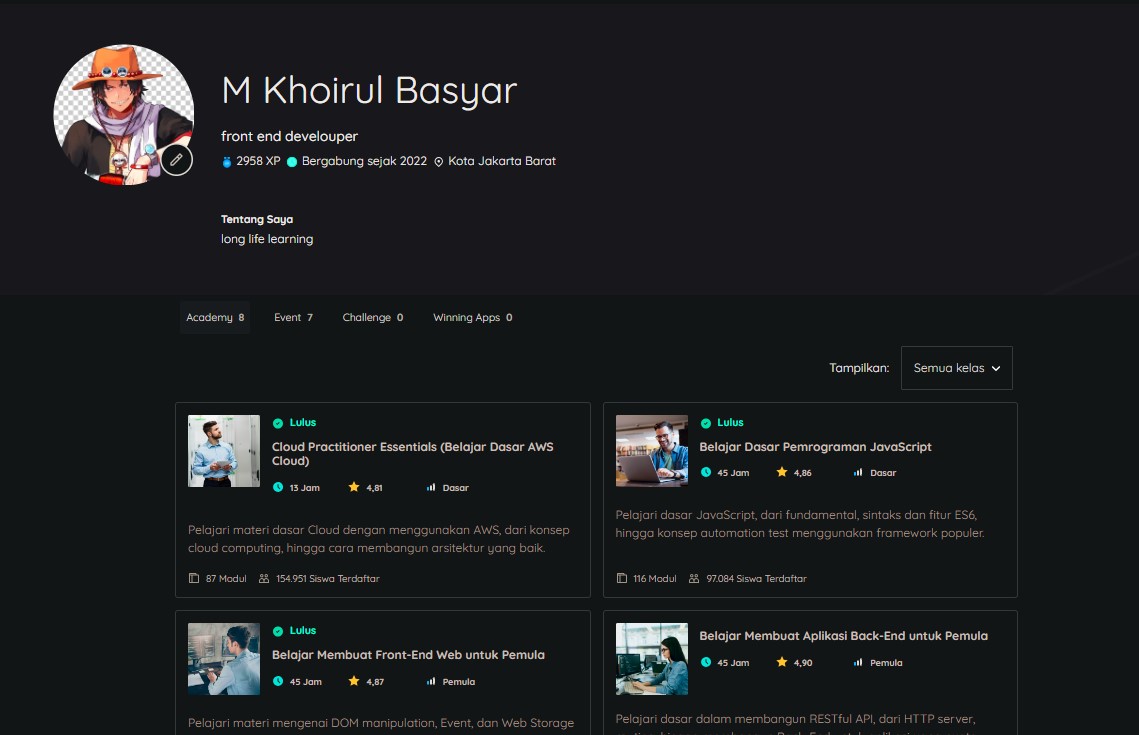 M Khoirul Basyar
front end develouper
2958 XP Bergabung sejak 2022 Kota Jakarta Barat
Tentang Saya
long life learning
Academy 8 Event 7 Challenge 0 Winning Apps 0
Tampilkan: Semua kelas
Lulus
Cloud Practitioner Essentials (Belajar Dasar AWS
Cloud)
13 Jam 4,81 Dasar
Pelajari materi dasar Cloud dengan menggunakan AWS, dari konsep
cloud computing, hingga cara membangun arsitektur yang baik.
87 Modul 154.951 Siswa Terdaftar
Lulus
Belajar Dasar Pemrograman JavaScript
45 Jam 4,86 Dasar
Pelajari dasar JavaScript, dari fundamental, sintaks dan fitur ES6,
hingga konsep automation test menggunakan framework populer.
116 Modul 97.084 Siswa Terdaftar
Lulus
Belajar Membuat Front-End Web untuk Pemula
45 Jam 4,87 Pemula
Pelajari materi mengenai DOM manipulation, Event, dan Web Storage
Belajar Membuat Aplikasi Back-End untuk Pemula
45 Jam 4,90 Pemula
Pelajari dasar dalam membangun RESTful API, dari HTTP server,